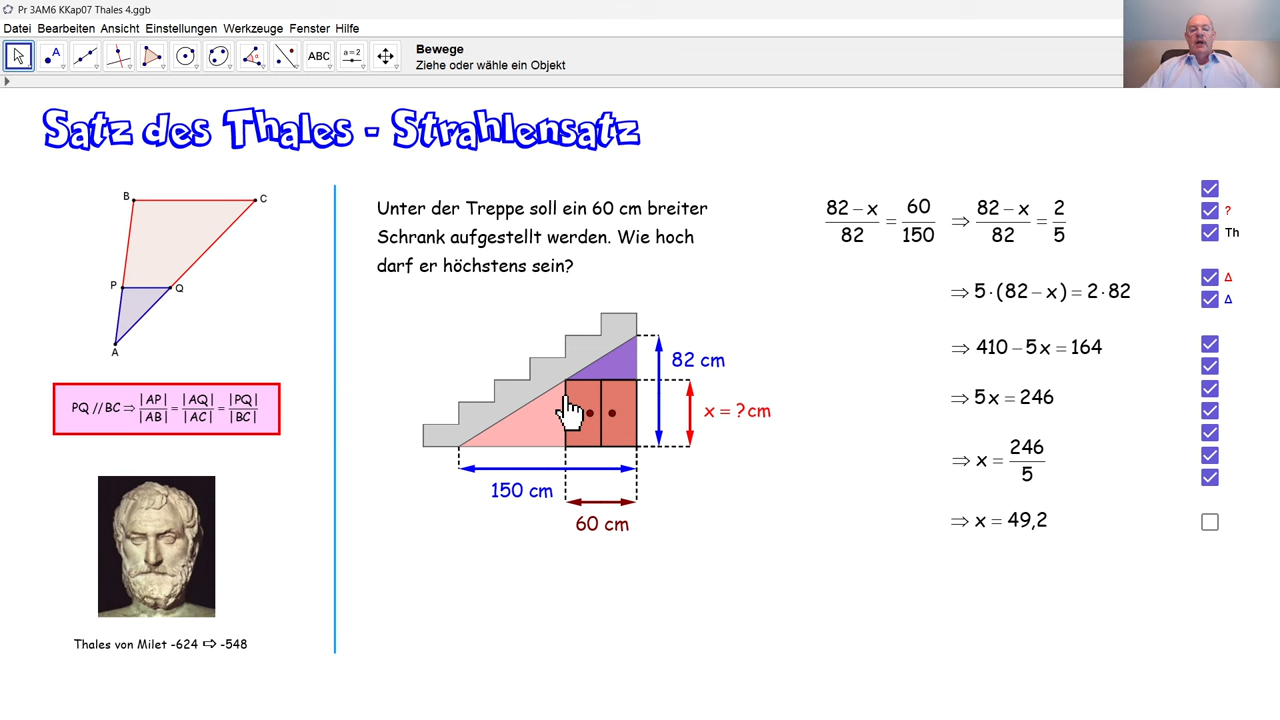 Pr 3AM6 KKap07 Thales 4.ggb
Datei Bearbeiten Ansicht Einstellungen Werkzeuge Fenster Hilfe
A ABC a=2 Bewege
Ziehe oder wähle ein Objekt
Satz des Thales - Strahlensatz
B C
P Q
A
PQ // BC ⇒ |AP| / |AB| = |AQ| / |AC| = |PQ| / |BC|
Thales von Milet -624 ⇨ -548
Unter der Treppe soll ein 60 cm breiter
Schrank aufgestellt werden. Wie hoch
darf er höchstens sein?
82 cm
x = ? cm
150 cm
60 cm
(82 − x) / 82 = 60 / 150 ⇒ (82 − x) / 82 = 2 / 5
⇒ 5 · (82 − x) = 2 · 82
⇒ 410 − 5x = 164
⇒ 5x = 246
⇒ x = 246 / 5
⇒ x = 49,2
?
Th
Δ
Δ